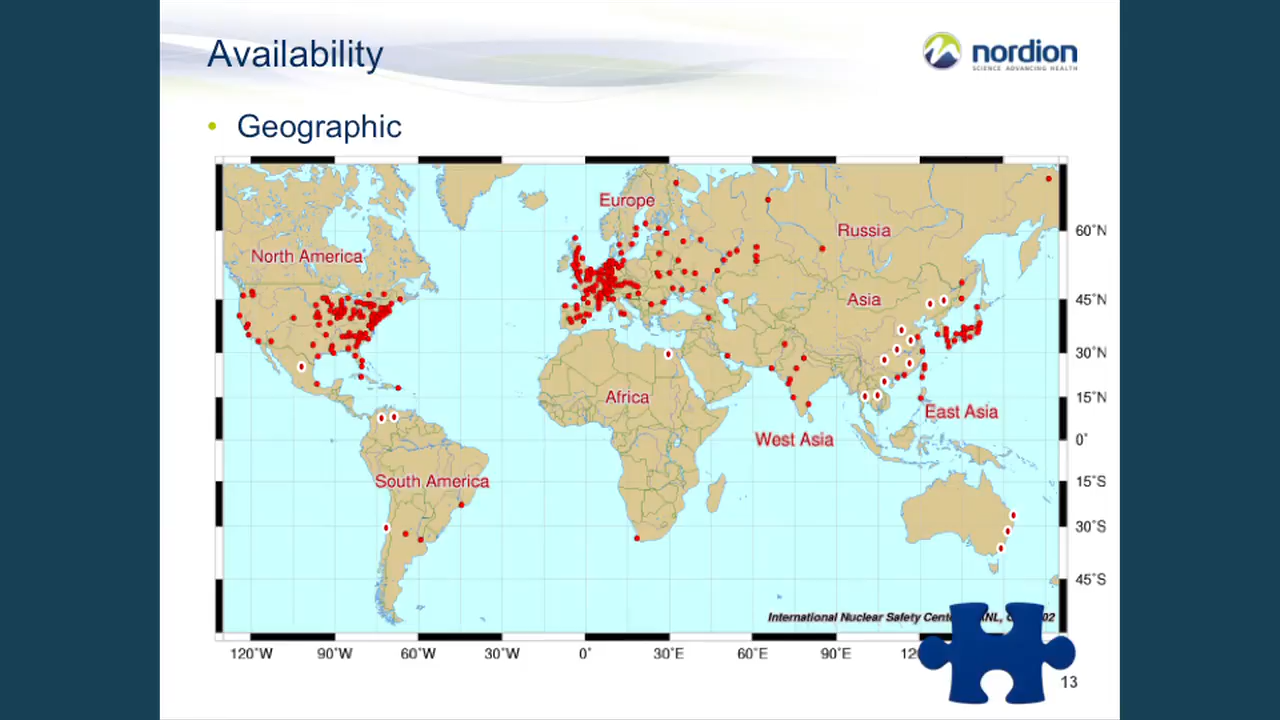 Availability
nordion
SCIENCE ADVANCING HEALTH
• Geographic
Europe
Russia
North America
Asia
Africa
East Asia
West Asia
South America
60°N
45°N
30°N
15°N
0°
15°S
30°S
45°S
International Nuclear Safety
120°W 90°W 60°W 30°W 0° 30°E 60°E 90°E
13